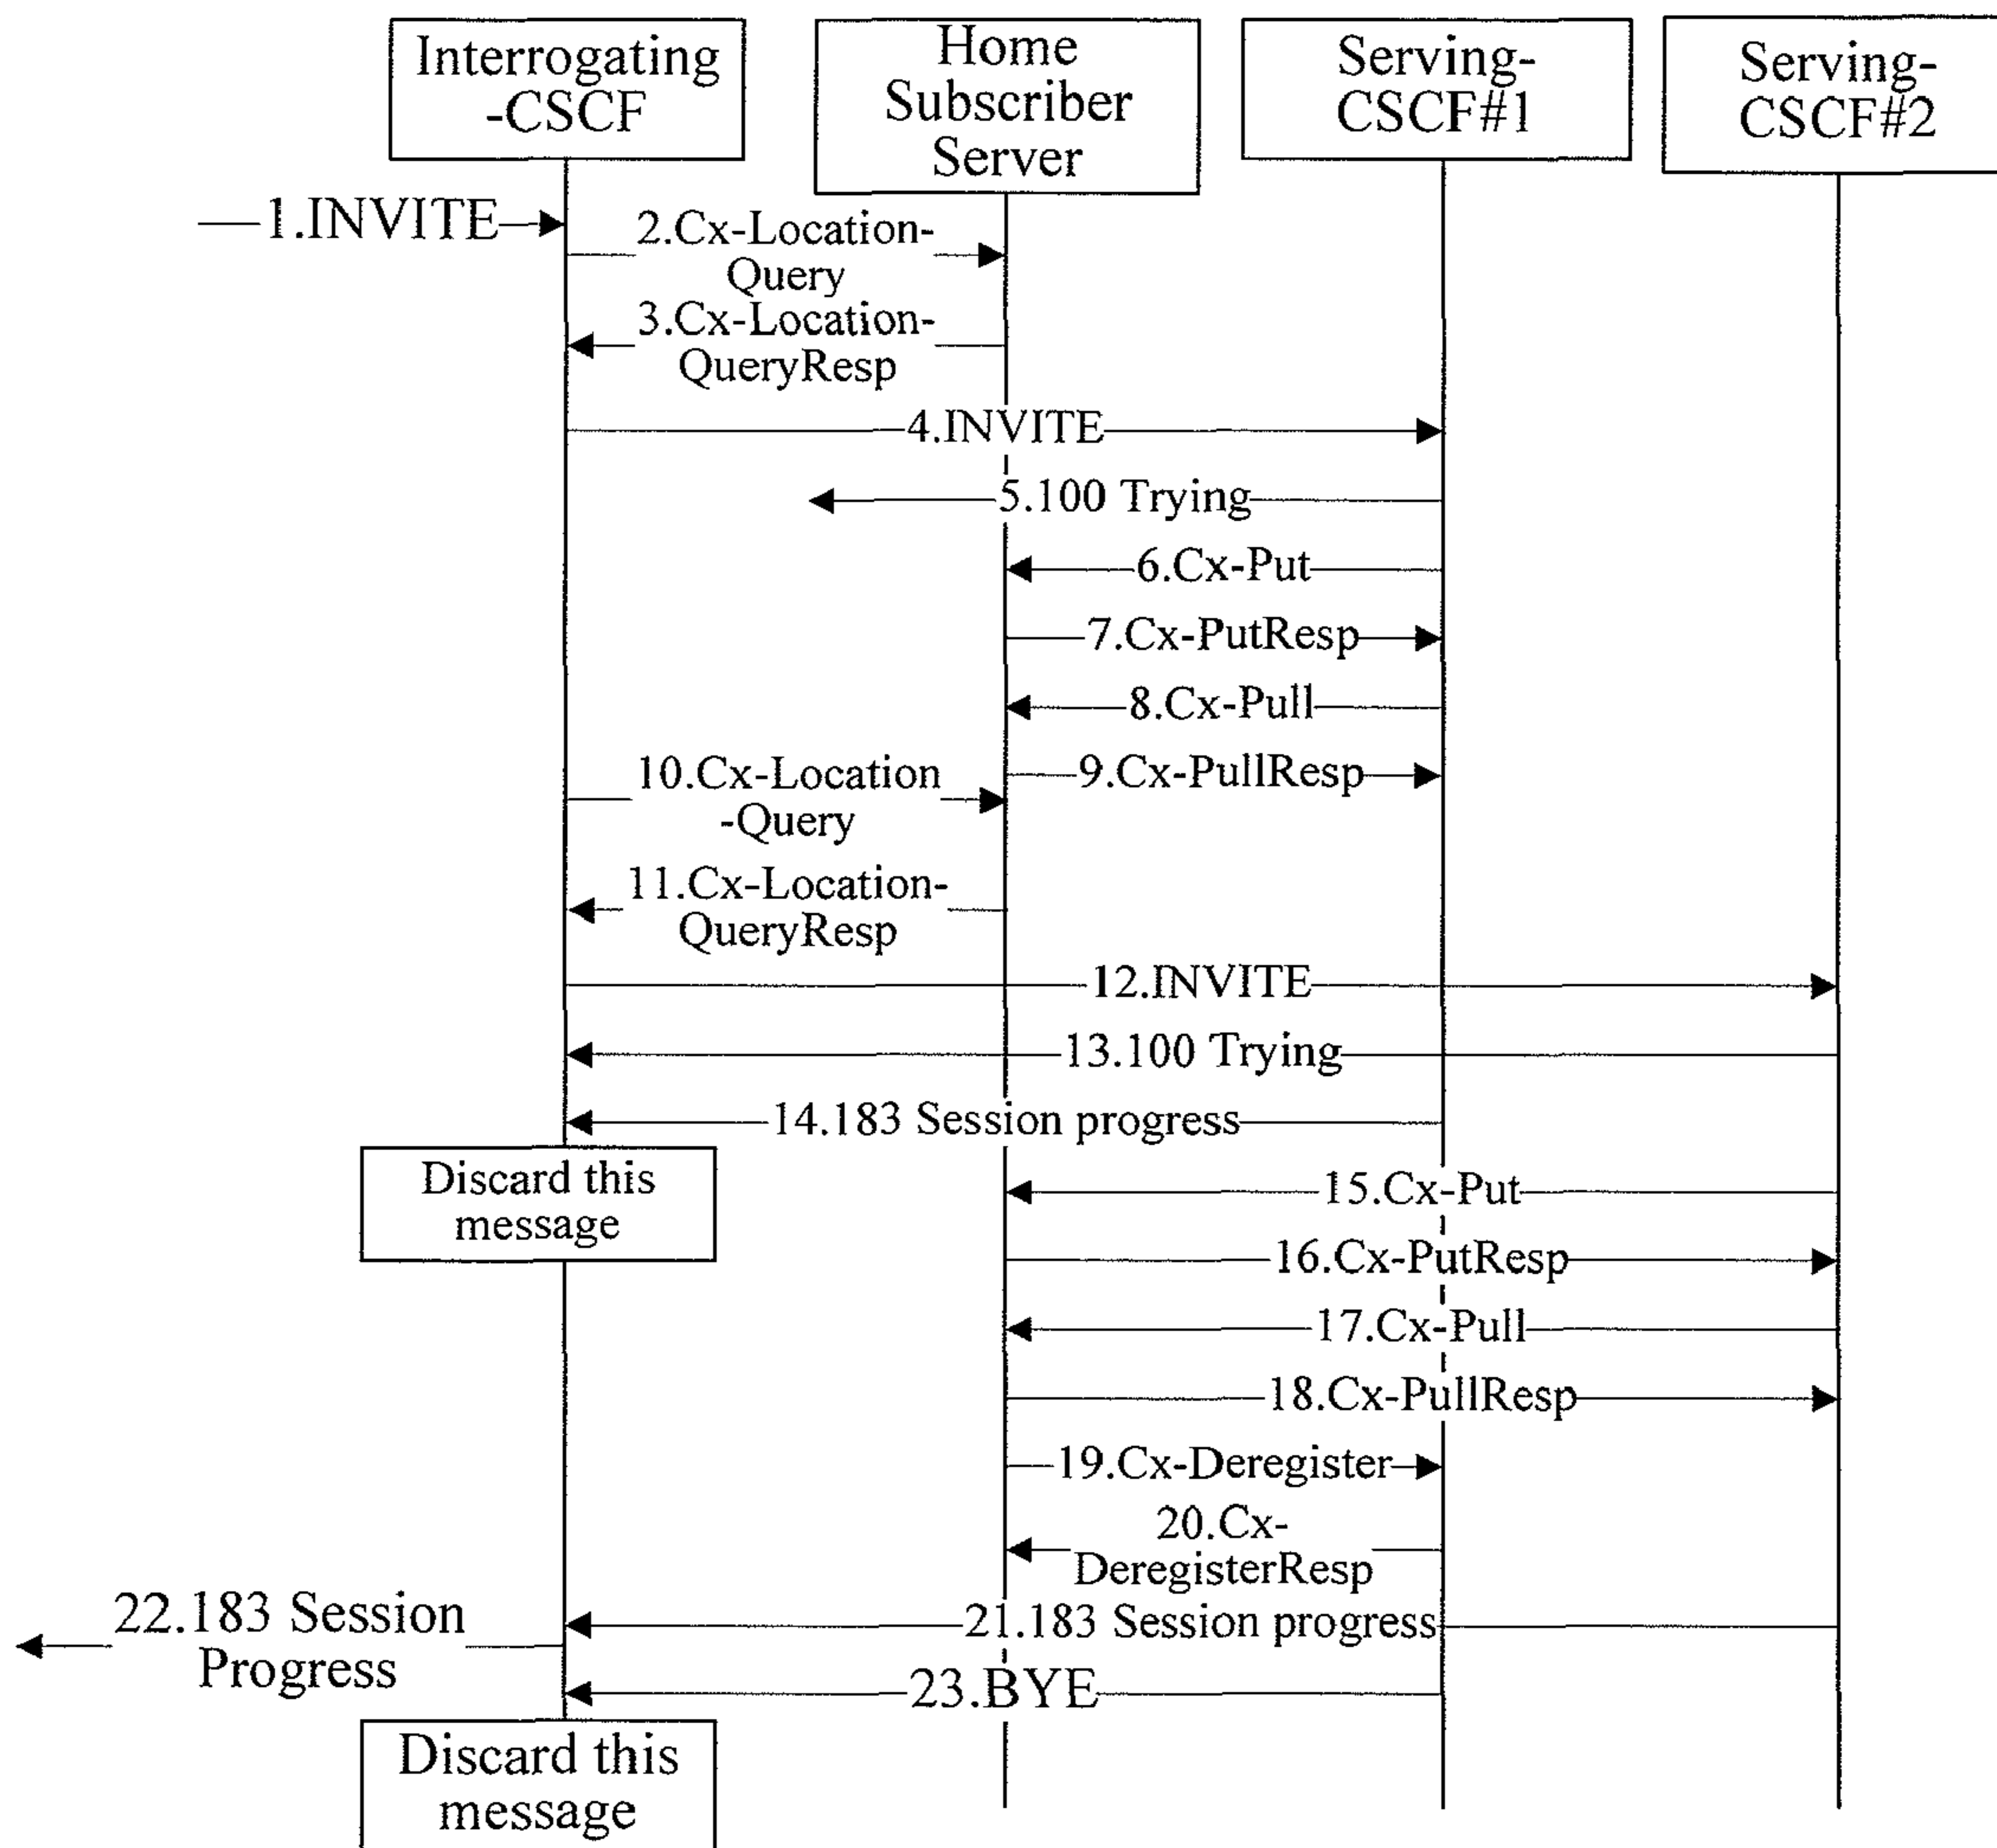 Interrogating
-CSCF
Home
Subscriber
Server
Serving-
CSCF#1
Serving-
CSCF#2
1.INVITE
2.Cx-Location-
Query
3.Cx-Location-
QueryResp
4.INVITE
5.100 Trying
6.Cx-Put
7.Cx-PutResp
8.Cx-Pull
9.Cx-PullResp
10.Cx-Location
-Query
11.Cx-Location-
QueryResp
12.INVITE
13.100 Trying
14.183 Session progress
Discard this
message
15.Cx-Put
16.Cx-PutResp
17.Cx-Pull
18.Cx-PullResp
19.Cx-Deregister
20.Cx-
DeregisterResp
21.183 Session progress
22.183 Session
Progress
23.BYE
Discard this
message